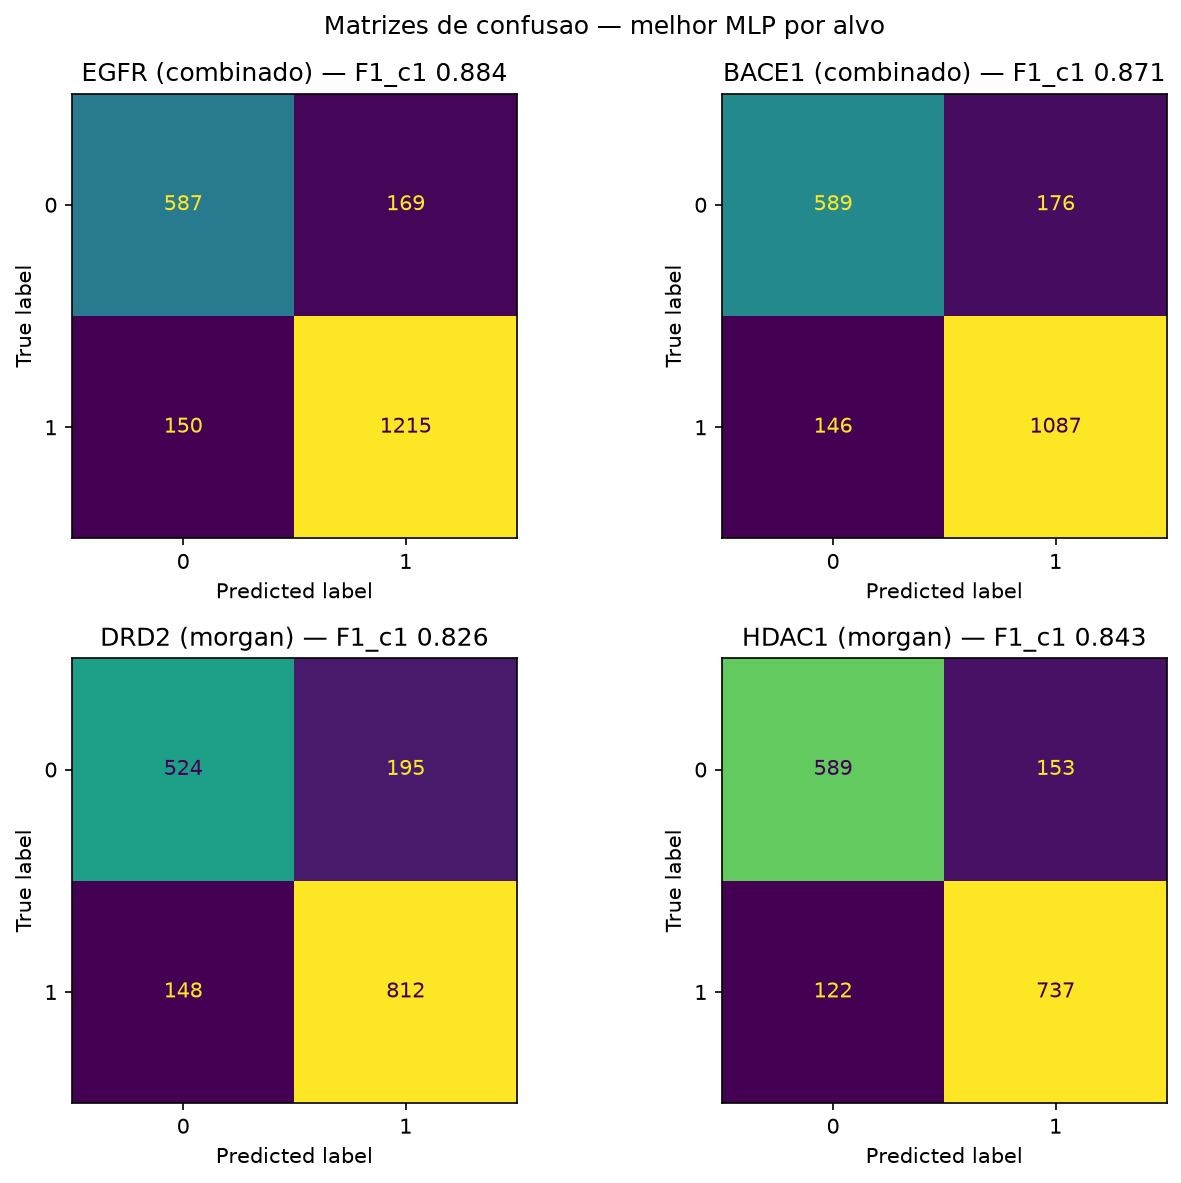 Matrizes de confusao — melhor MLP por alvo
EGFR (combinado) — F1_c1 0.884
0
587
169
True label
1
150
1215
0
1
Predicted label
BACE1 (combinado) — F1_c1 0.871
0
589
176
True label
1
146
1087
0
1
Predicted label
DRD2 (morgan) — F1_c1 0.826
0
524
195
True label
1
148
812
0
1
Predicted label
HDAC1 (morgan) — F1_c1 0.843
0
589
153
True label
1
122
737
0
1
Predicted label